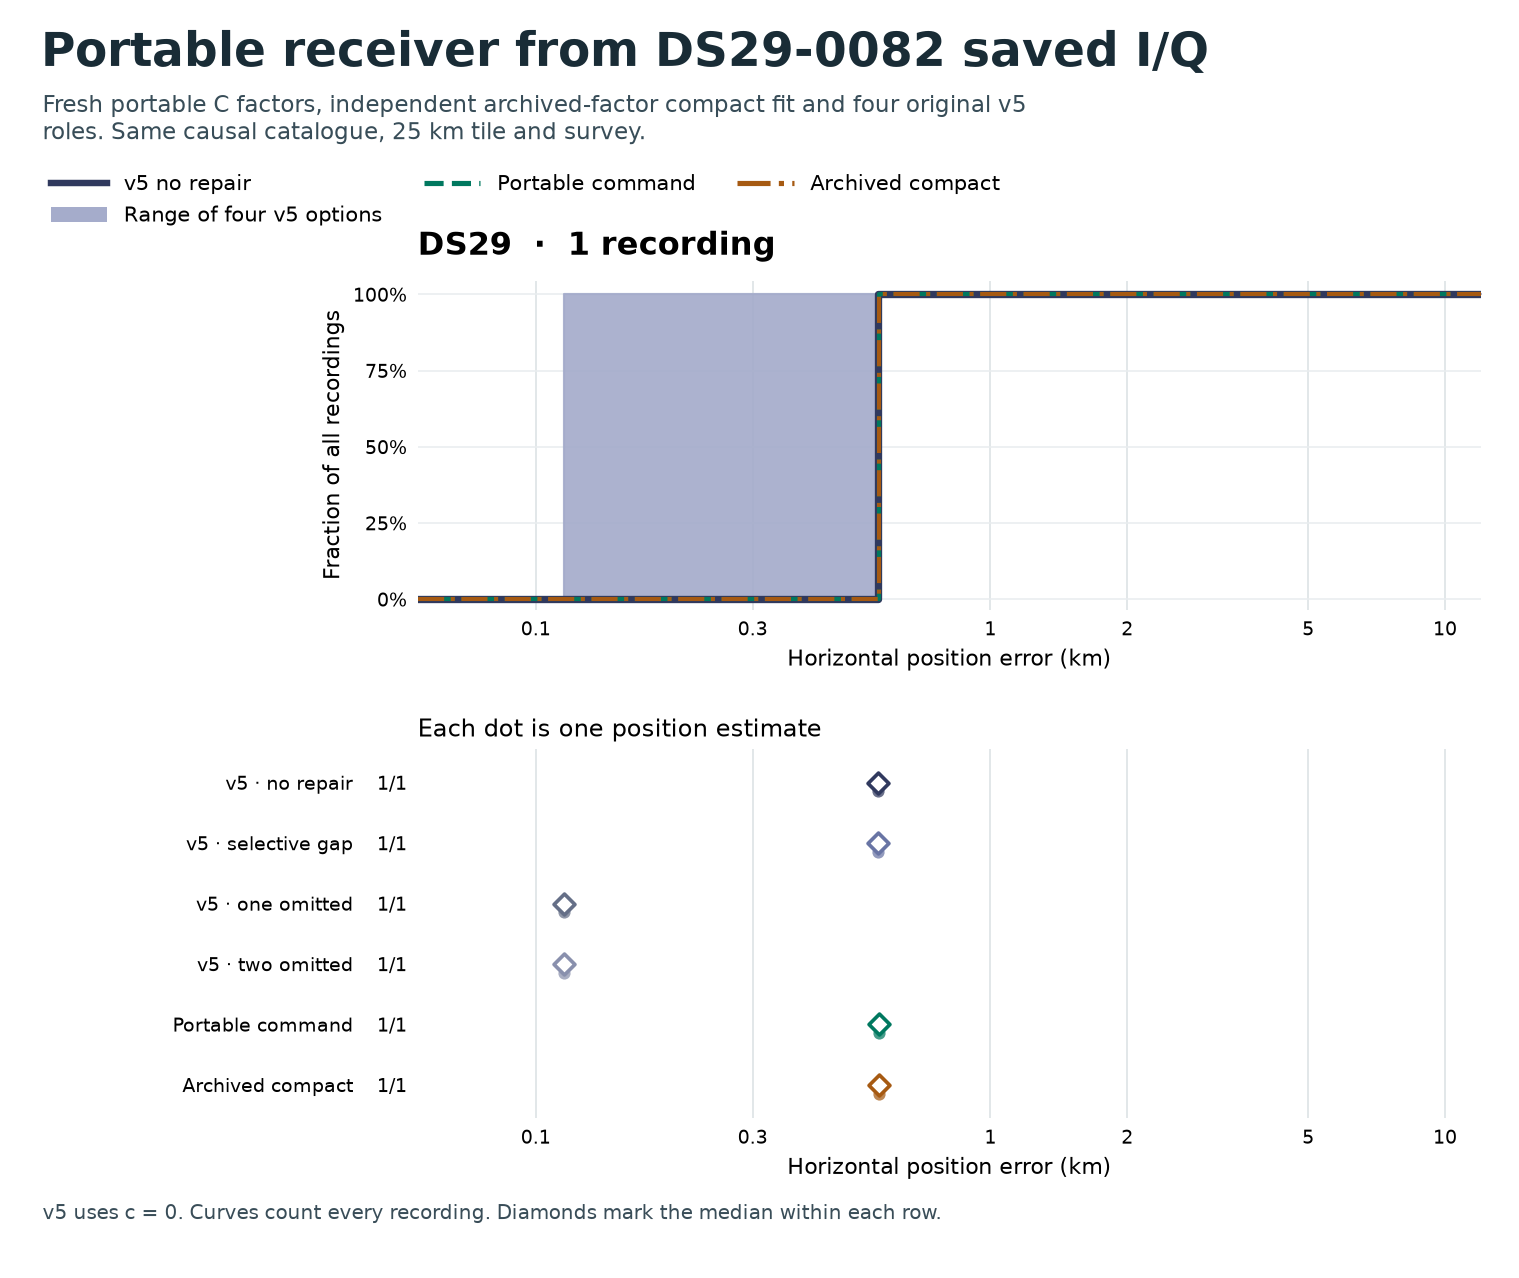 Portable receiver from DS29-0082 saved I/Q
Fresh portable C factors, independent archived-factor compact fit and four original v5
roles. Same causal catalogue, 25 km tile and survey.
v5 no repair
Portable command
Archived compact
Range of four v5 options
DS29 · 1 recording
Fraction of all recordings
100%
75%
50%
25%
0%
0.1 0.3 1 2 5 10
Horizontal position error (km)
Each dot is one position estimate
v5 · no repair 1/1
v5 · selective gap 1/1
v5 · one omitted 1/1
v5 · two omitted 1/1
Portable command 1/1
Archived compact 1/1
0.1 0.3 1 2 5 10
Horizontal position error (km)
v5 uses c = 0. Curves count every recording. Diamonds mark the median within each row.